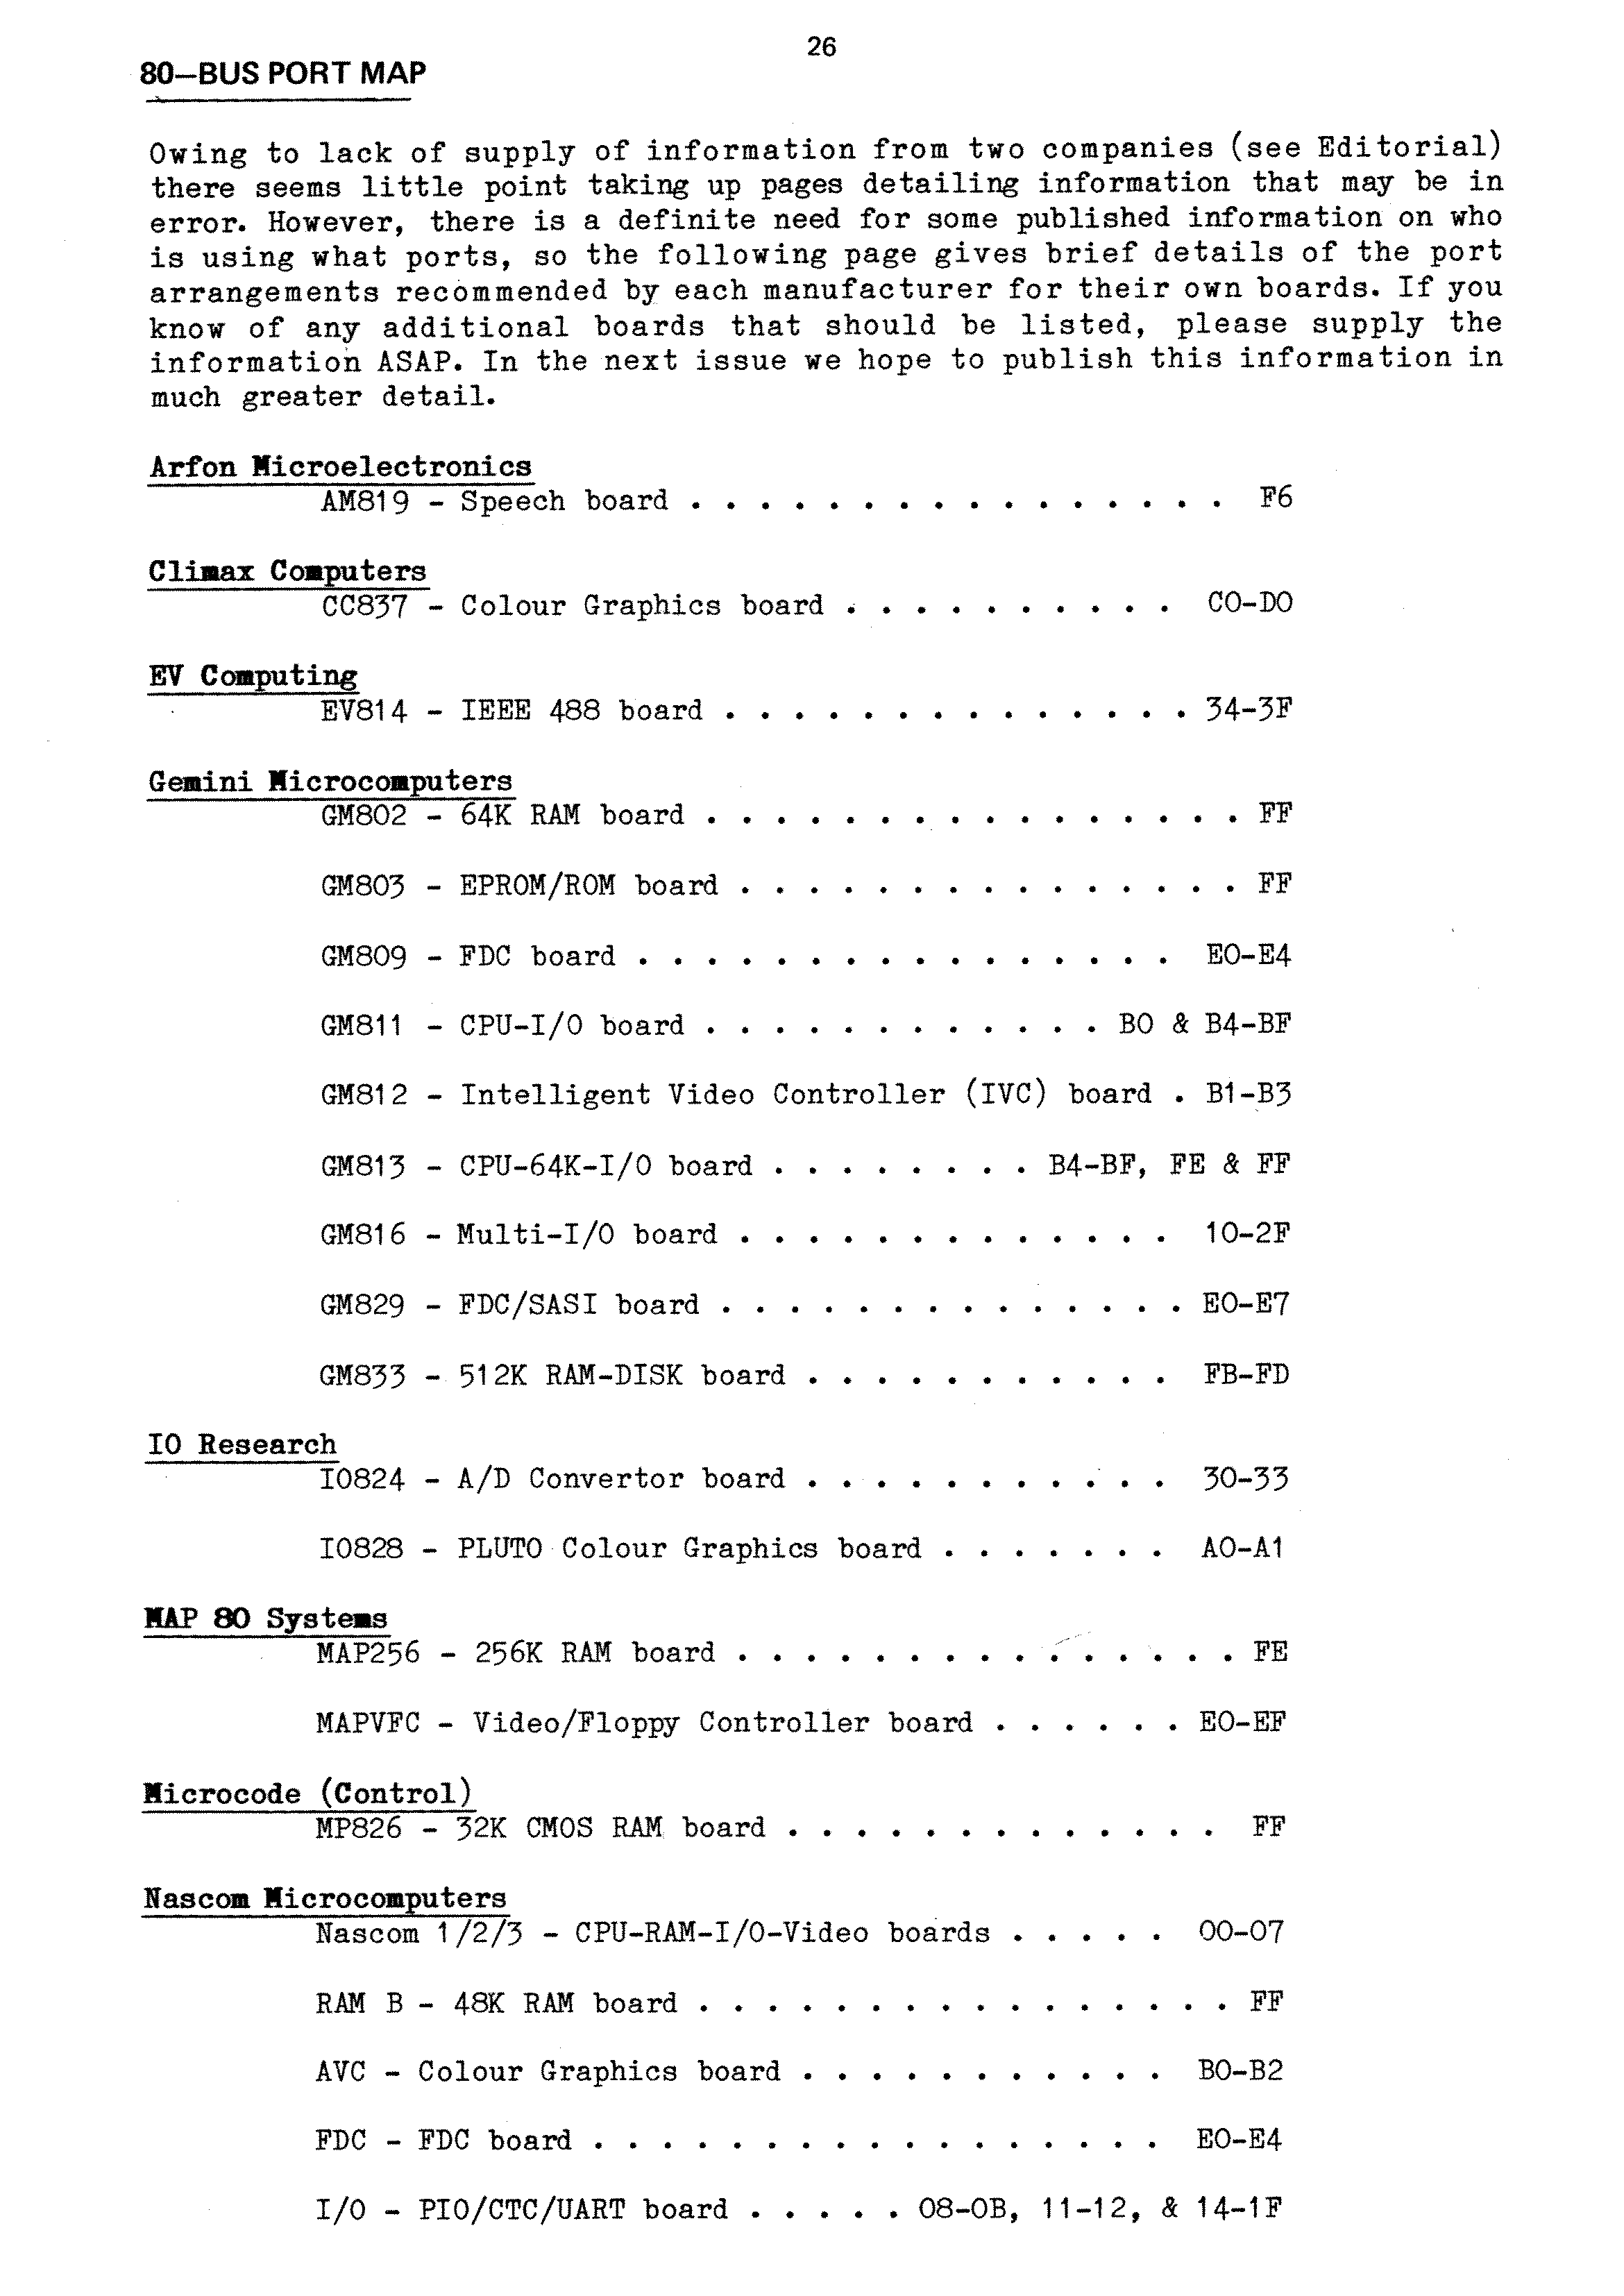 26
80—BUS PORT MAP
Owing to lack of supply of information from two companies (see Editorial)
there seems little point taking up pages detailing information that may be in
error. However, there is a definite need for some published information on who
is using what ports, so the following page gives brief details of the port
arrangements recommended by each manufacturer for their own boards. If you
know of any additional boards that should be listed, please supply the
information ASAP. In the next issue we hope to publish this information in
much greater detail.
Arfon Microelectronics
AM819 - Speech board . . . . . . . . . . . . . . . . F6
Climax Computers
CC837 - Colour Graphics board . . . . . . . . . . C0-D0
EV Computing
EV814 - IEEE 488 board . . . . . . . . . . . . . . 34-3F
Gemini Microcomputers
GM802 - 64K RAM board . . . . . . . . . . . . . . . . FF
GM803 - EPROM/ROM board . . . . . . . . . . . . . . . FF
GM809 - FDC board . . . . . . . . . . . . . . . . E0-E4
GM811 - CPU-I/O board . . . . . . . . . . . . B0 & B4-BF
GM812 - Intelligent Video Controller (IVC) board . B1-B3
GM813 - CPU-64K-I/O board . . . . . . . . B4-BF, FE & FF
GM816 - Multi-I/O board . . . . . . . . . . . . . 10-2F
GM829 - FDC/SASI board . . . . . . . . . . . . . . E0-E7
GM833 - 512K RAM-DISK board . . . . . . . . . . . FB-FD
IO Research
IO824 - A/D Convertor board . . . . . . . . . . . 30-33
IO828 - PLUTO Colour Graphics board . . . . . . . A0-A1
MAP 80 Systems
MAP256 - 256K RAM board . . . . . . . . . . . . . . . FE
MAPVFC - Video/Floppy Controller board . . . . . . E0-EF
Microcode (Control)
MP826 - 32K CMOS RAM board . . . . . . . . . . . . . FF
Nascom Microcomputers
Nascom 1/2/3 - CPU-RAM-I/O-Video boards . . . . . 00-07
RAM B - 48K RAM board . . . . . . . . . . . . . . . . FF
AVC - Colour Graphics board . . . . . . . . . . . B0-B2
FDC - FDC board . . . . . . . . . . . . . . . . . E0-E4
I/O - PIO/CTC/UART board . . . . . 08-0B, 11-12, & 14-1F